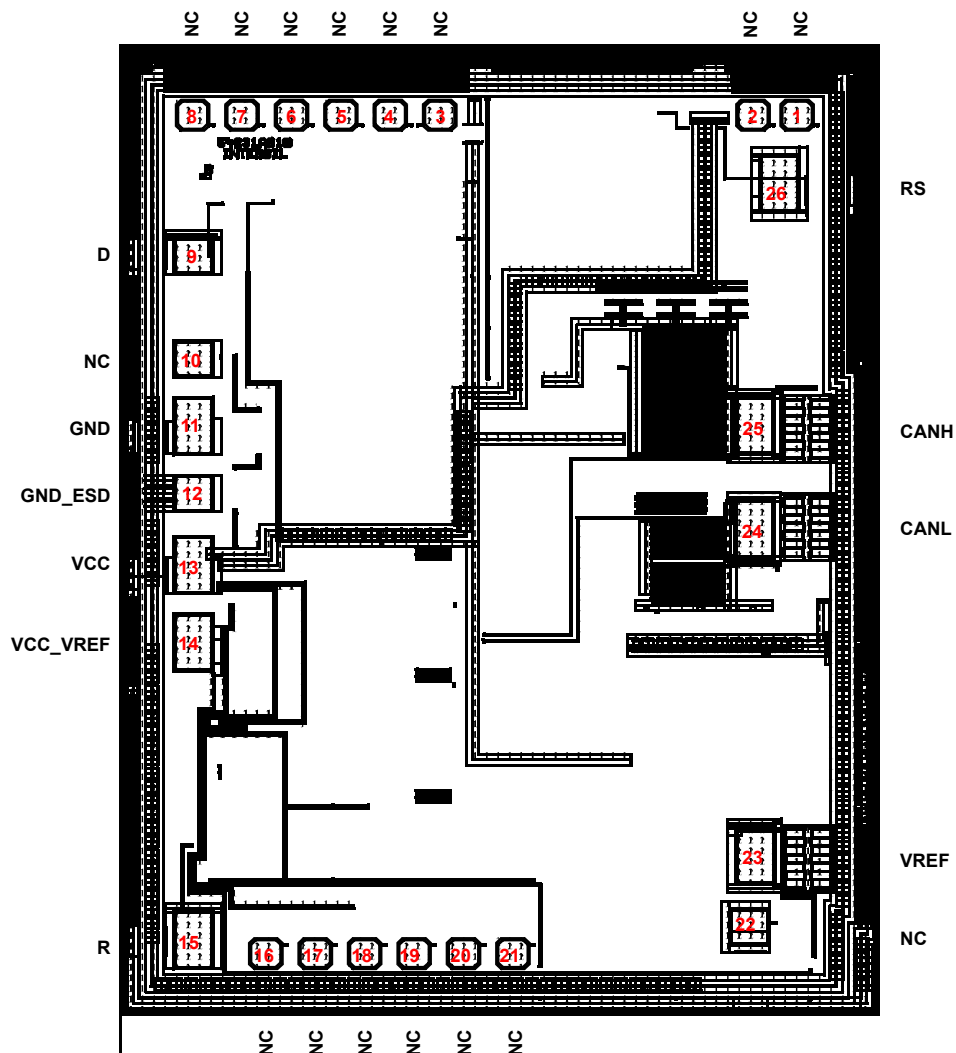 NC NC NC NC NC NC NC NC
8 7 6 5 4 3 2 1
26 RS
D 9
NC 10
GND 11
25 CANH
GND_ESD 12
24 CANL
VCC 13
VCC_VREF 14
23 VREF
22 NC
R 15
16 17 18 19 20 21
NC NC NC NC NC NC